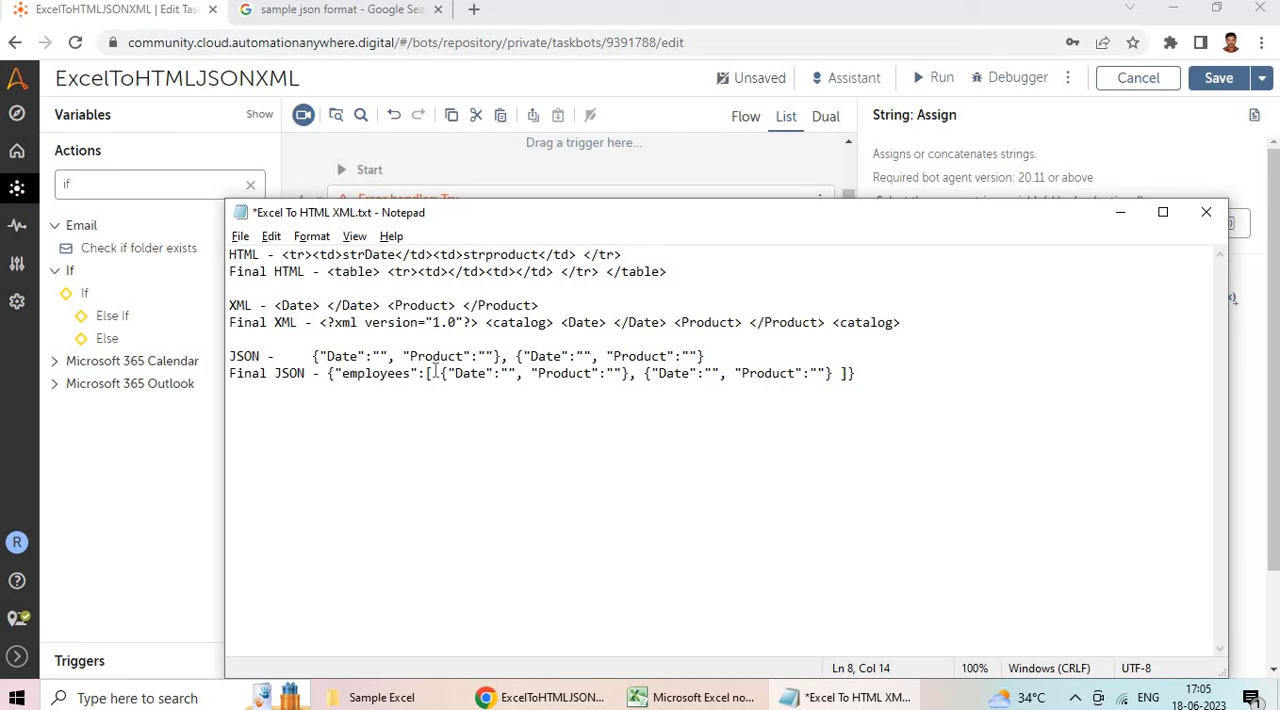 ExcelToHTMLJSONXML | Edit Tas
sample json format - Google Sea
community.cloud.automationanywhere.digital/#/bots/repository/private/taskbots/9391788/edit
ExcelToHTMLJSONXML
Unsaved
Assistant
Run
Debugger
Cancel
Save
Variables
Show
Flow
List
Dual
String: Assign
Drag a trigger here...
Actions
Assigns or concatenates strings.
Start
Required bot agent version: 20.11 or above
if
Error handler: Try
*Excel To HTML XML.txt - Notepad
File Edit Format View Help
Email
Check if folder exists
If
If
Else If
Else
Microsoft 365 Calendar
Microsoft 365 Outlook
HTML - <tr><td>strDate</td><td>strproduct</td> </tr>
Final HTML - <table> <tr><td></td><td></td> </tr> </table>
XML - <Date> </Date> <Product> </Product>
Final XML - <?xml version="1.0"?> <catalog> <Date> </Date> <Product> </Product> <catalog>
JSON -     {"Date":"", "Product":""}, {"Date":"", "Product":""}
Final JSON - {"employees":[ {"Date":"", "Product":""}, {"Date":"", "Product":""} ]}
R
Triggers
Ln 8, Col 14
100%
Windows (CRLF)
UTF-8
Type here to search
Sample Excel
ExcelToHTMLJSON...
Microsoft Excel no...
*Excel To HTML XM...
34°C
ENG
17:05
18-06-2023
1